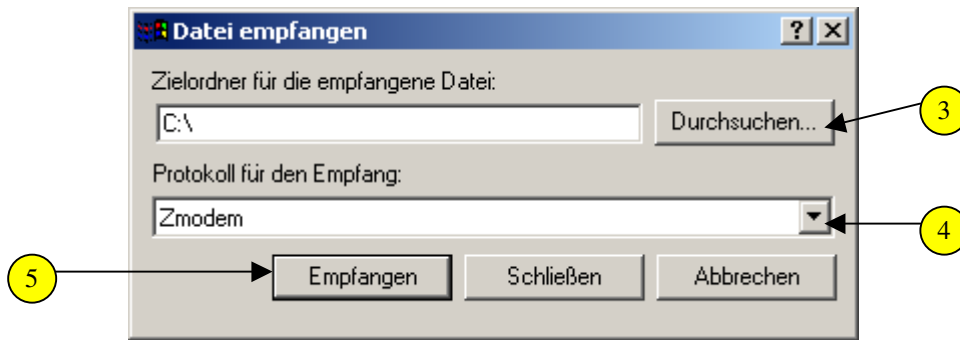 Datei empfangen
Zielordner für die empfangene Datei:
C:\
Durchsuchen...
3
Protokoll für den Empfang:
Zmodem
4
5
Empfangen
Schließen
Abbrechen